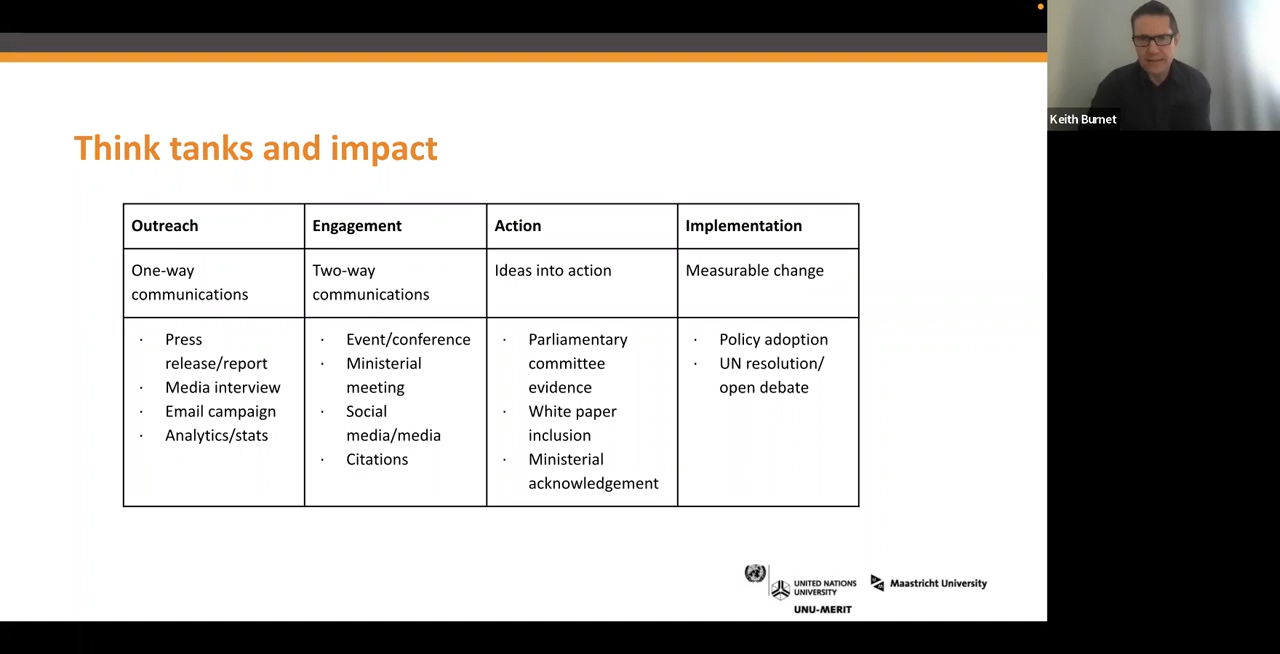 Keith Burnet
Think tanks and impact
Outreach
Engagement
Action
Implementation
One-way
communications
Two-way
communications
Ideas into action
Measurable change
· Press
release/report
· Media interview
· Email campaign
· Analytics/stats
· Event/conference
· Ministerial
meeting
· Social
media/media
· Citations
· Parliamentary
committee
evidence
· White paper
inclusion
· Ministerial
acknowledgement
· Policy adoption
· UN resolution/
open debate
UNITED NATIONS
UNIVERSITY
UNU-MERIT
Maastricht University